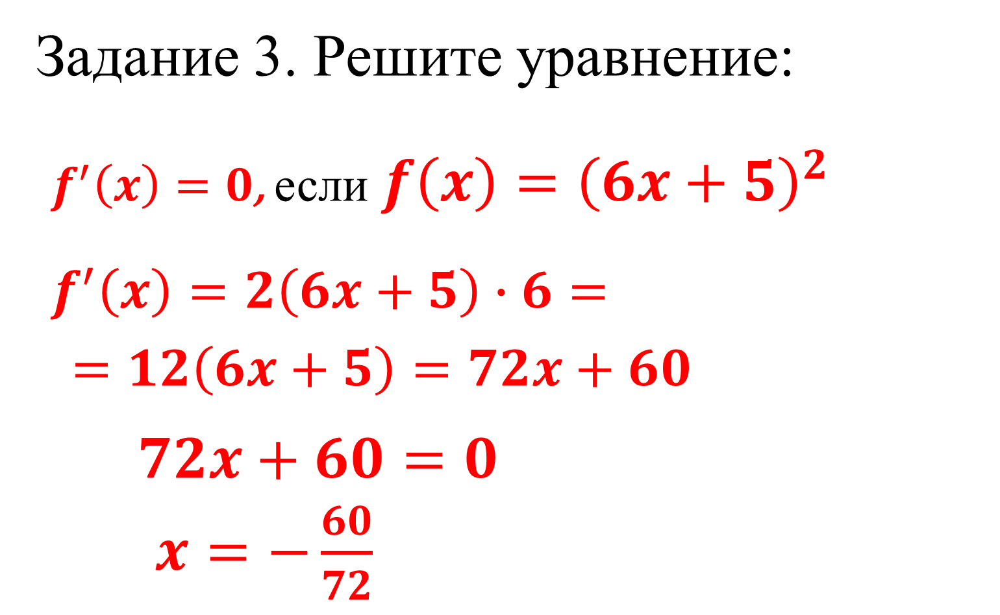 Задание 3. Решите уравнение:
f′(x) = 0, если f(x) = (6x + 5)²
f′(x) = 2(6x + 5) · 6 =
= 12(6x + 5) = 72x + 60
72x + 60 = 0
x = − 60/72